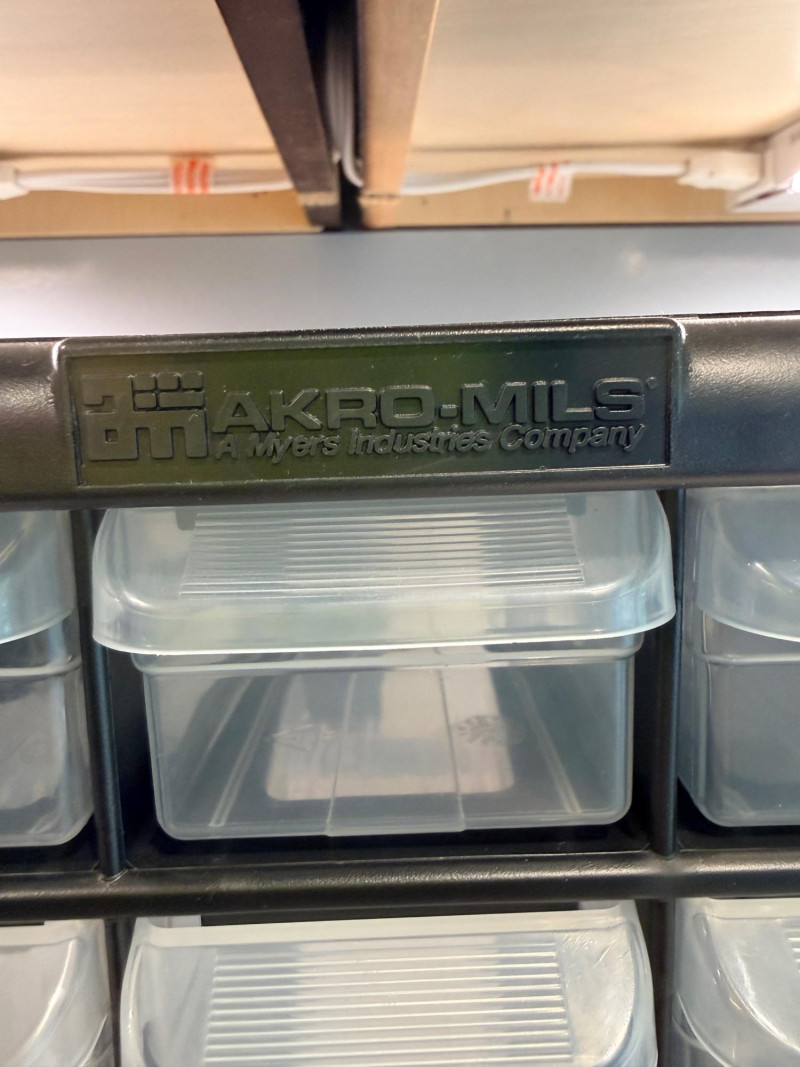 AKRO-MILS
A Myers Industries Company